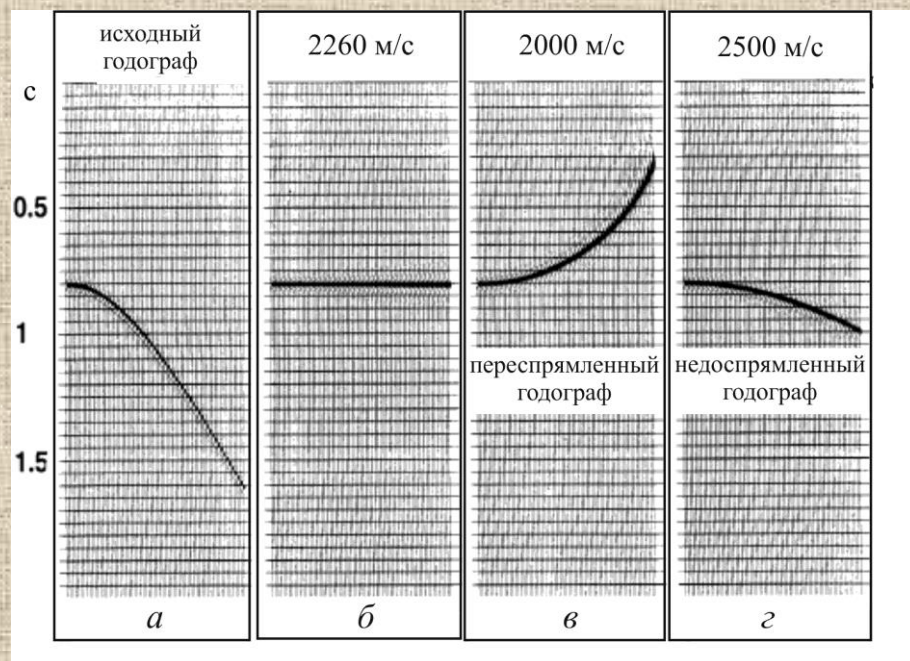 исходный
годограф
2260 м/с
2000 м/с
2500 м/с
с
0.5
1
1.5
переспрямленный
годограф
недоспрямленный
годограф
а
б
в
г